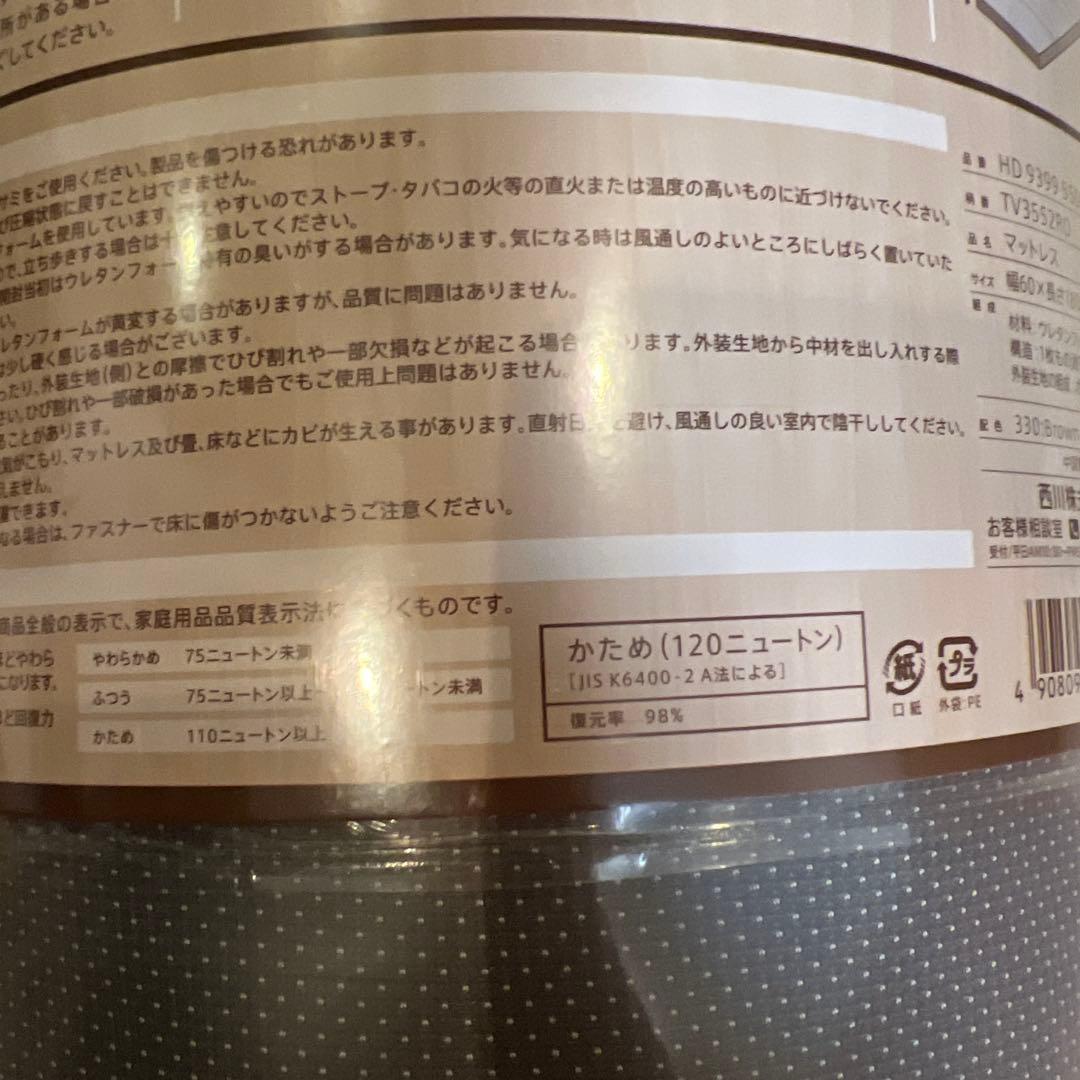 所がある場合
してください。
サミをご使用ください。製品を傷つける恐れがあります。
び圧縮状態に戻すことはできません。
フォームを使用しています。 えやすいのでストーブ・タバコの火等の直火または温度の高いものに近づけないでください。
ので、立ち歩きする場合は 注意してください。
開封当初はウレタンフォー 有の臭いがする場合があります。気になる時は風通しのよいところにしばらく置いていた
い。
レタンフォームが黄変する場合がありますが、品質に問題はありません。
少し硬く感じる場合がございます。
ったり、外装生地(側)との摩擦でひび割れや一部欠損などが起こる場合 ります。外装生地から中材を出し入れする際
さい。ひび割れや一部破損があった場合でもご使用上問題はありません。
ることがあります。
気がこもり、マットレス及び畳、床などにカビが生える事があります。直射日 避け、風通しの良い室内で陰干ししてください。
しません。
できます。
なる場合は、ファスナーで床に傷がつかないようご注意ください。
商品全般の表示で、家庭用品品質表示法に づくものです。
ほどやわら
になります。
ほど回復力
やわらかめ 75ニュートン未満
ふつう 75ニュートン以上 トン未満
かため 110ニュートン以上
かため(120ニュートン)
[JIS K6400-2 A法による]
復元率 98%
紙
口 紙
プラ
外袋:PE
品番 HD 9399
柄番 TV3552RD
品名 マットレス
サイズ 幅60×長さ
組成 材料:ウレタンフ
構造:1枚もの
外装生地の組成
配色 330:Brown
中国
西川株
お客様相談室
受付/平日AM10:00~PM
4 90809